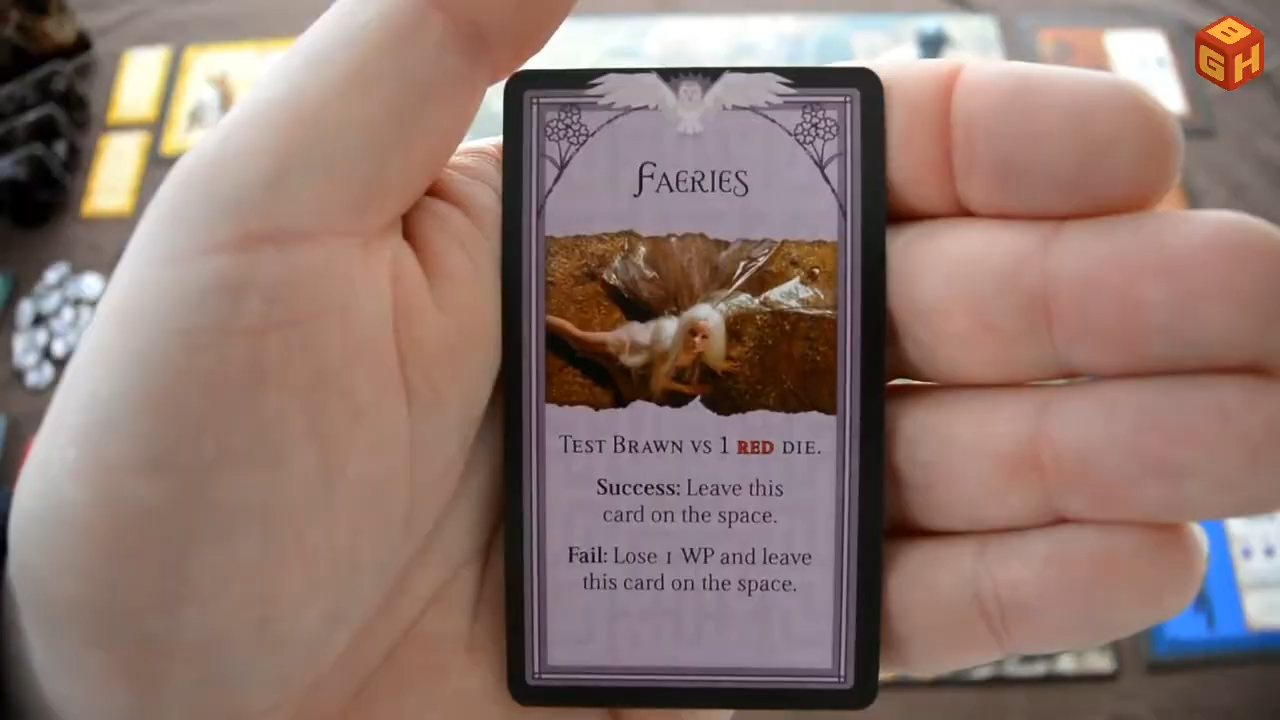 BGH
FAERIES
TEST BRAWN VS 1 RED DIE.
Success: Leave this
card on the space.
Fail: Lose 1 WP and leave
this card on the space.